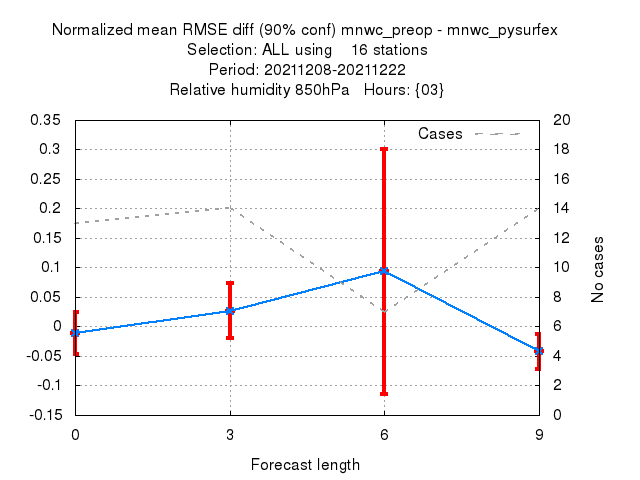 Normalized mean RMSE diff (90% conf) mnwc_preop - mnwc_pysurfex
Selection: ALL using    16 stations
Period: 20211208-20211222
Relative humidity 850hPa   Hours: {03}
Cases
0.35
0.3
0.25
0.2
0.15
0.1
0.05
0
-0.05
-0.1
-0.15
20
18
16
14
12
10
8
6
4
2
0
No cases
0 3 6 9
Forecast length